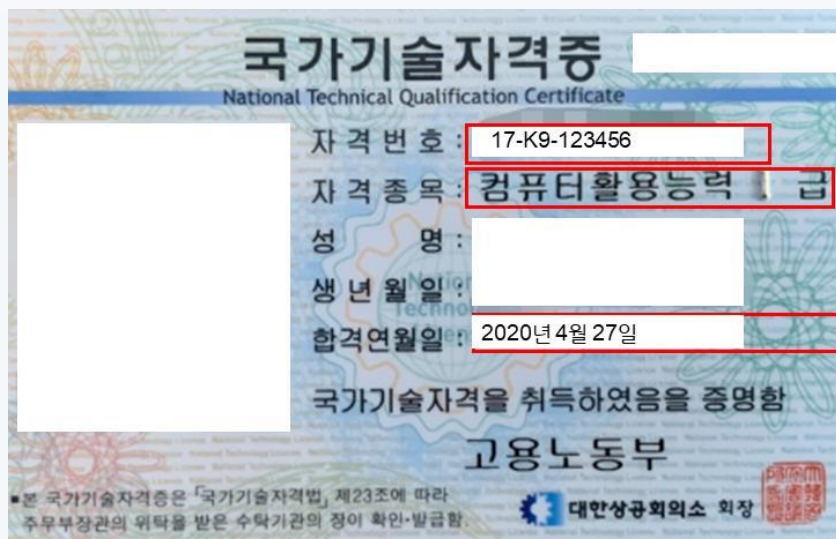 국가기술자격증
National Technical Qualification Certificate
자격번호 : 17-K9-123456
자격종목 : 컴퓨터활용능력 1 급
성 명 :
생년월일 :
합격연월일 : 2020년 4월 27일
국가기술자격을 취득하였음을 증명함
고용노동부
■본 국가기술자격증은 「국가기술자격법」 제23조에 따라
주무부장관의 위탁을 받은 수탁기관의 장이 확인·발급함.
대한상공회의소 회장